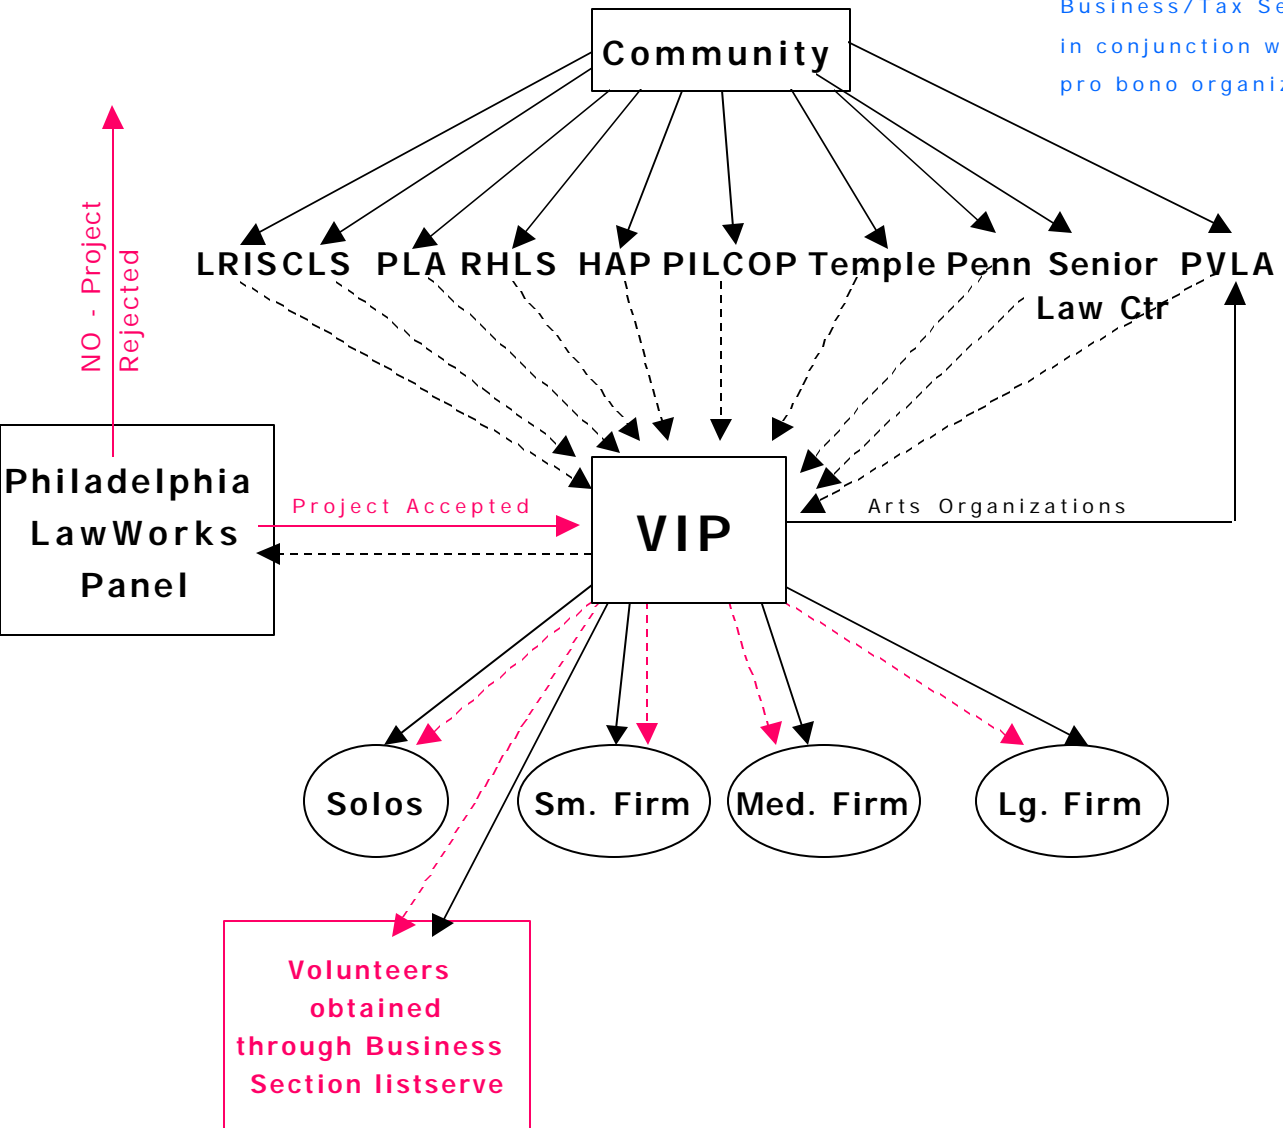 Business/Tax
in conjunction
pro bono
Community
NO - Project
Rejected
LRIS CLS PLA RHLS HAP PILCOP Temple Penn Senior PVLA
Law Ctr
Philadelphia
LawWorks
Panel
Project Accepted
VIP
Arts Organizations
Solos
Sm. Firm
Med. Firm
Lg. Firm
Volunteers
obtained
through Business
Section listserve